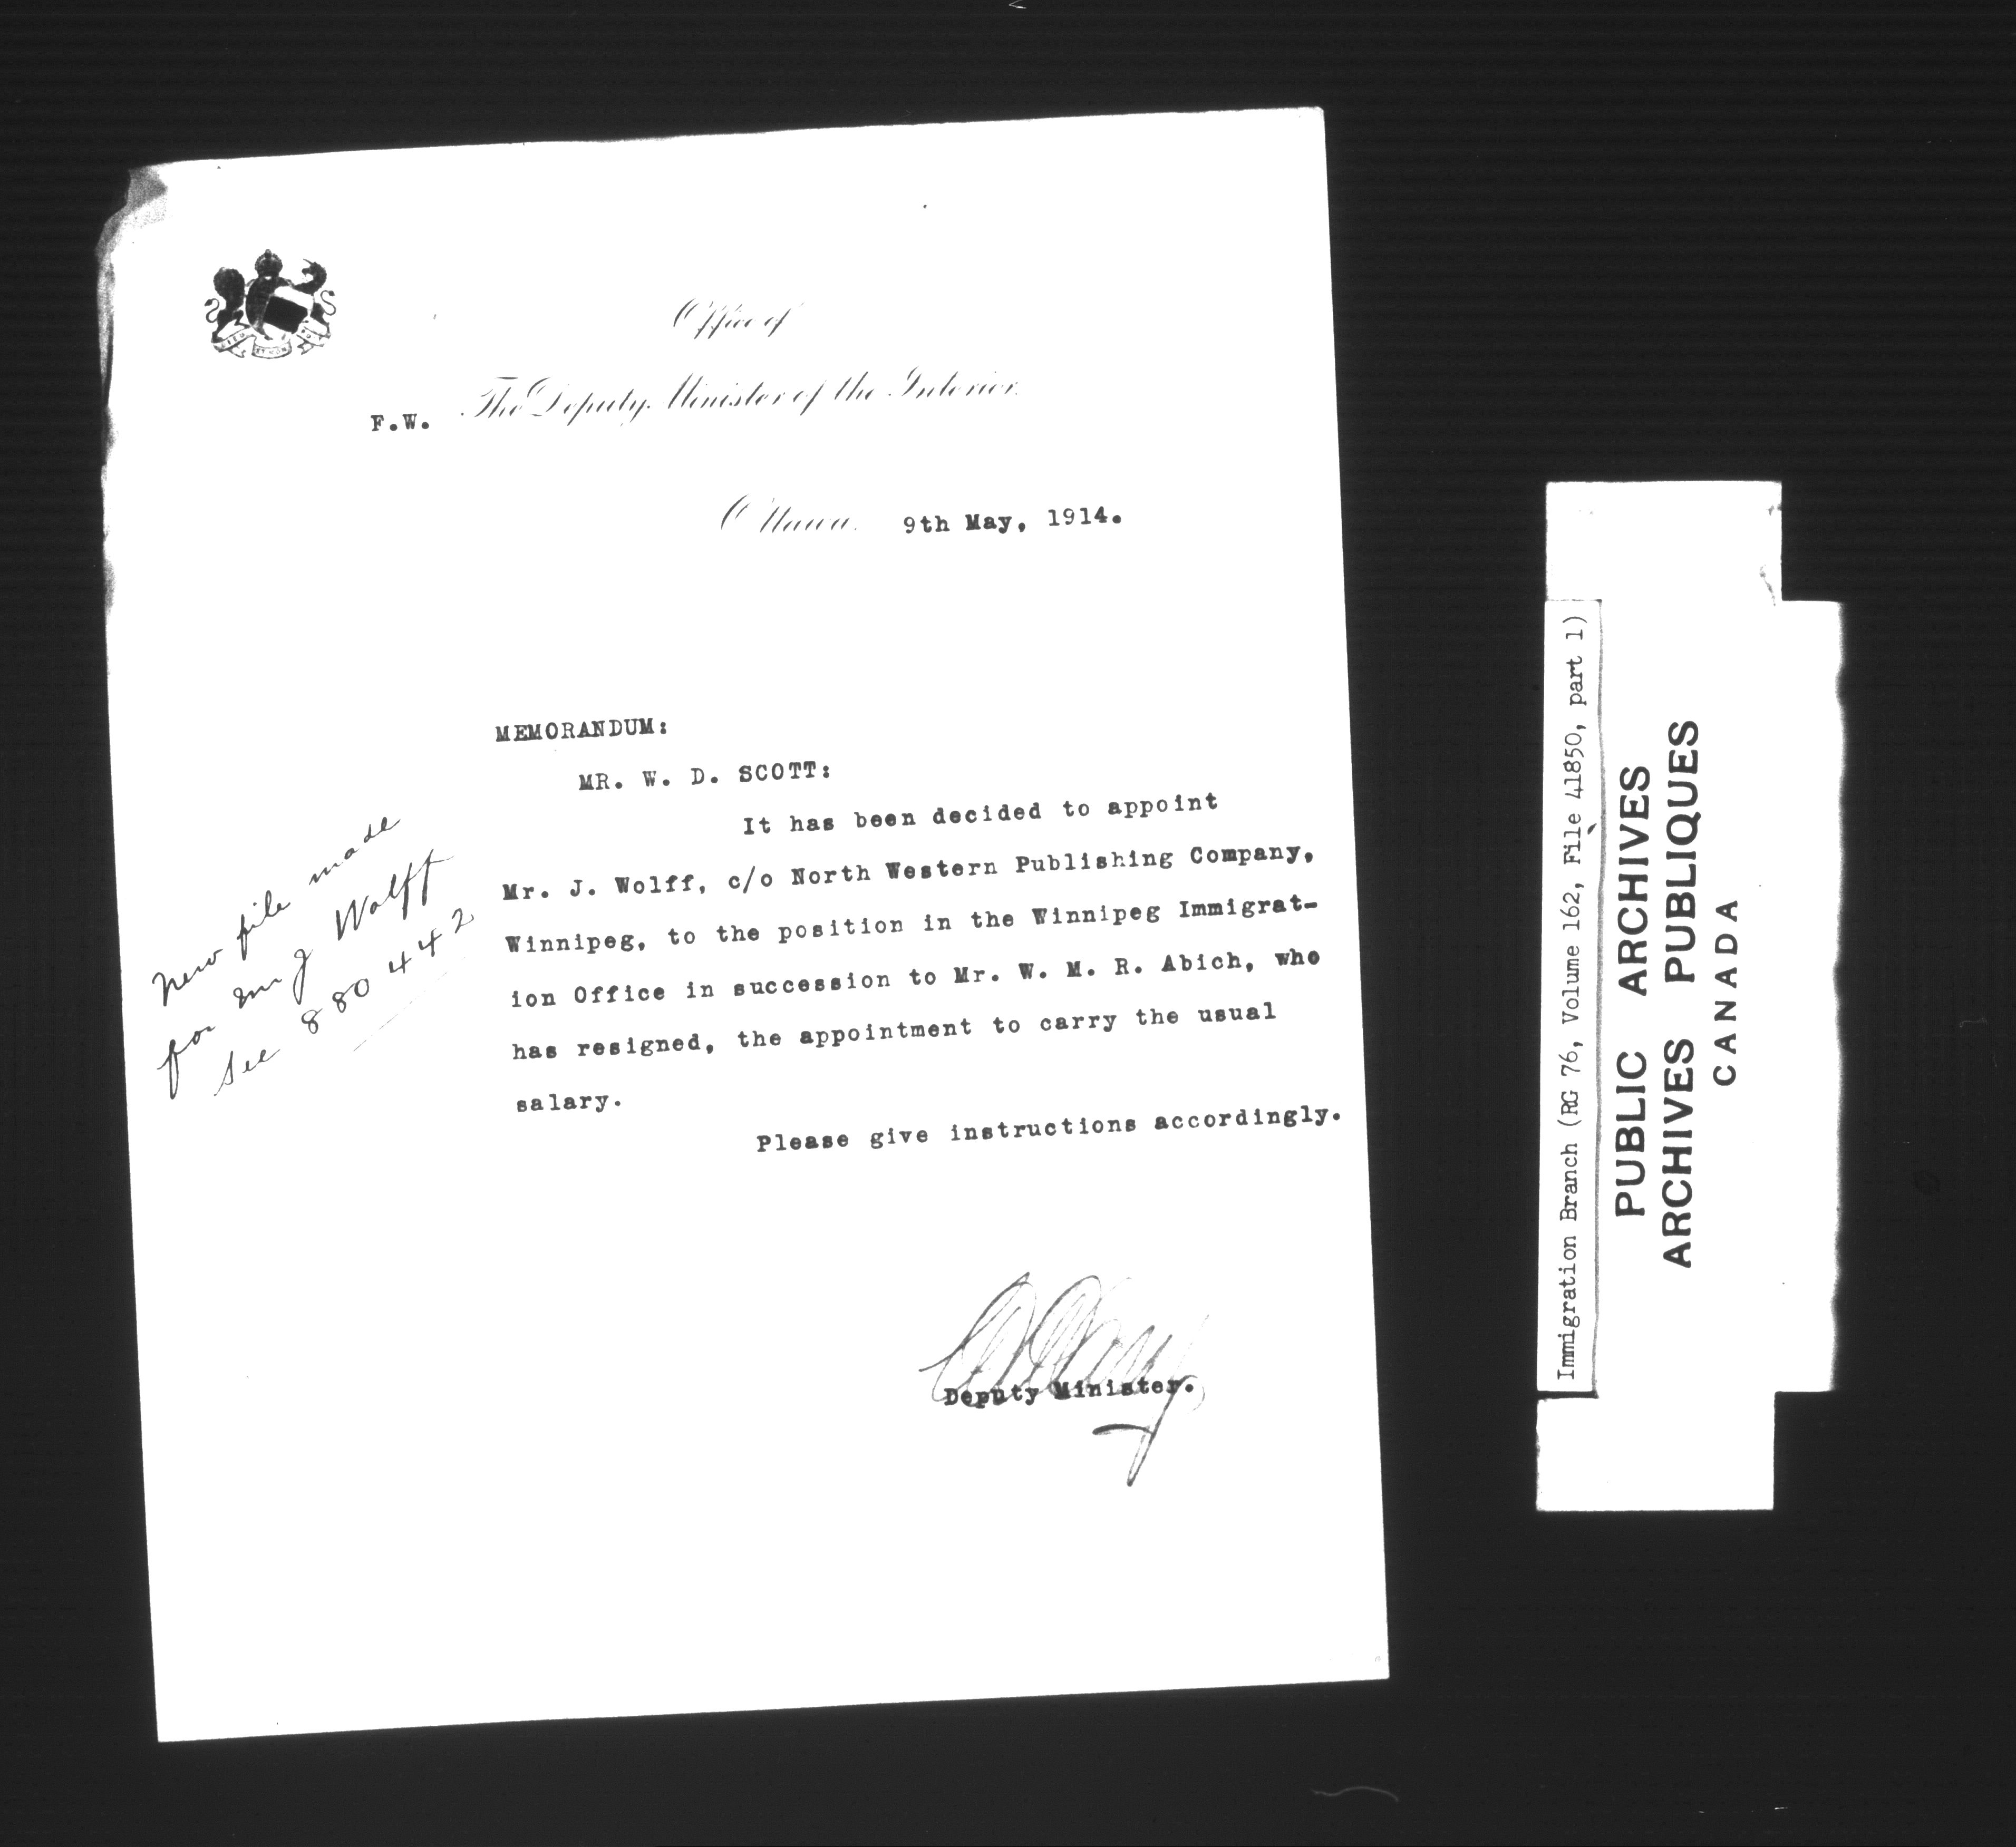 Office of
The Deputy Minister of the Interior.
F.W.
Ottawa. 9th May, 1914.
MEMORANDUM:
MR. W. D. SCOTT:
It has been decided to appoint
Mr. J. Wolff, c/o North Western Publishing Company,
Winnipeg, to the position in the Winnipeg Immigrat-
ion Office in succession to Mr. W. M. R. Abich, who
has resigned, the appointment to carry the usual
salary.
Please give instructions accordingly.
Deputy Minister.
New file made
for Mr J Wolff
See 880442
Immigration Branch (RG 76, Volume 162, File 41850, part 1)
PUBLIC ARCHIVES
ARCHIVES PUBLIQUES
CANADA